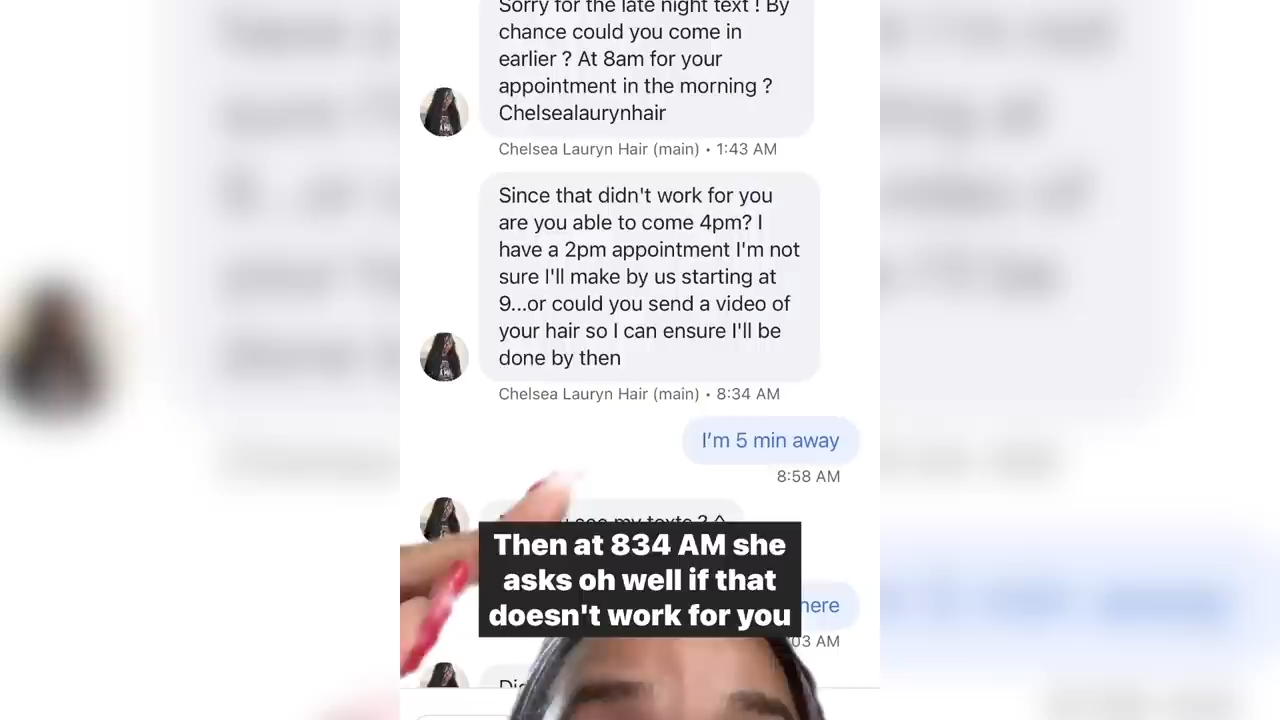 Sorry for the late night text ! By
chance could you come in
earlier ? At 8am for your
appointment in the morning ?
Chelsealaurynhair
Chelsea Lauryn Hair (main) • 1:43 AM
Since that didn't work for you
are you able to come 4pm? I
have a 2pm appointment I'm not
sure I'll make by us starting at
9...or could you send a video of
your hair so I can ensure I'll be
done by then
Chelsea Lauryn Hair (main) • 8:34 AM
I'm 5 min away
8:58 AM
see my texts ? ^
Then at 834 AM she
asks oh well if that
doesn't work for you
here
03 AM